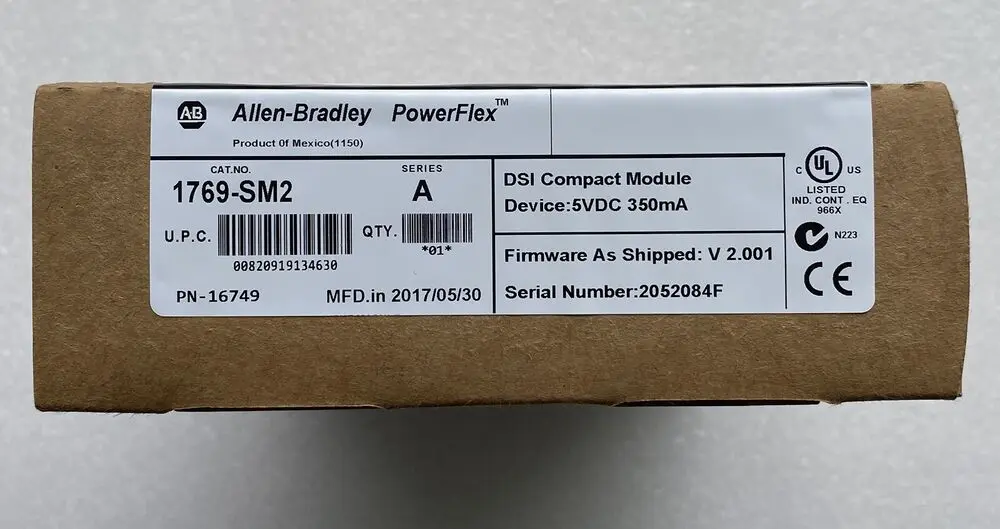 AB Allen-Bradley PowerFlex™
Product Of Mexico(1150)
CAT.NO.
SERIES
1769-SM2
A
U.P.C.
00820919134630
QTY.
*01*
PN-16749
MFD.in 2017/05/30
DSI Compact Module
Device:5VDC 350mA
Firmware As Shipped: V 2.001
Serial Number:2052084F
C UL US
LISTED
IND. CONT . EQ
966X
N223
CE